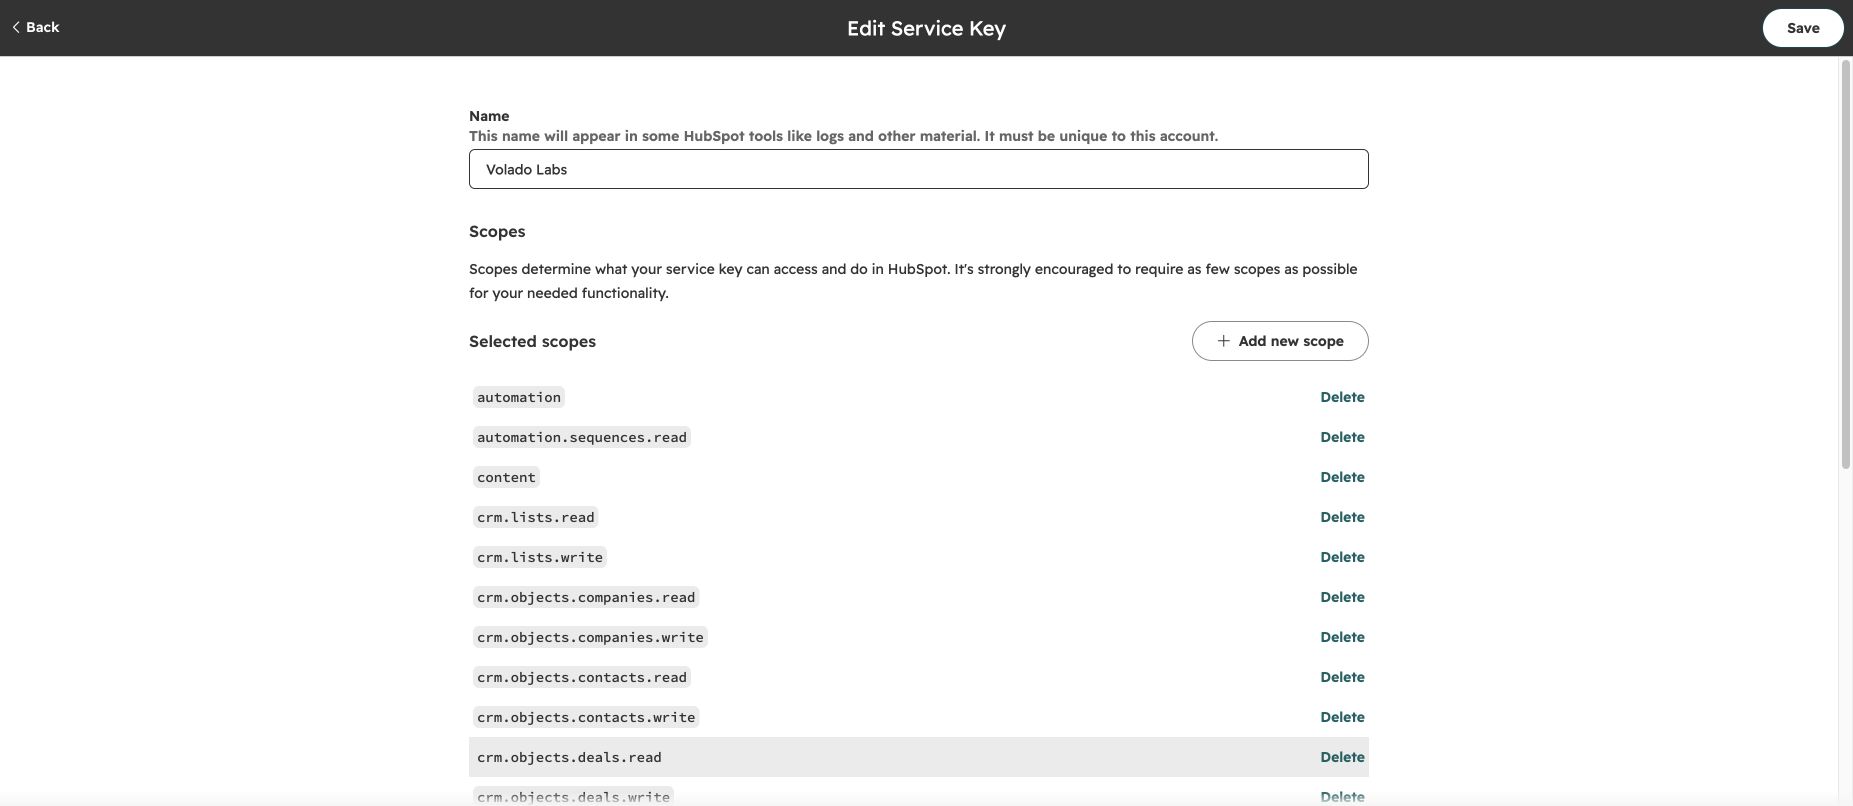 Back
Edit Service Key
Save
Name
This name will appear in some HubSpot tools like logs and other material. It must be unique to this account.
Volado Labs
Scopes
Scopes determine what your service key can access and do in HubSpot. It's strongly encouraged to require as few scopes as possible
for your needed functionality.
Selected scopes
Add new scope
automation Delete
automation.sequences.read Delete
content Delete
crm.lists.read Delete
crm.lists.write Delete
crm.objects.companies.read Delete
crm.objects.companies.write Delete
crm.objects.contacts.read Delete
crm.objects.contacts.write Delete
crm.objects.deals.read Delete
crm.objects.deals.write Delete